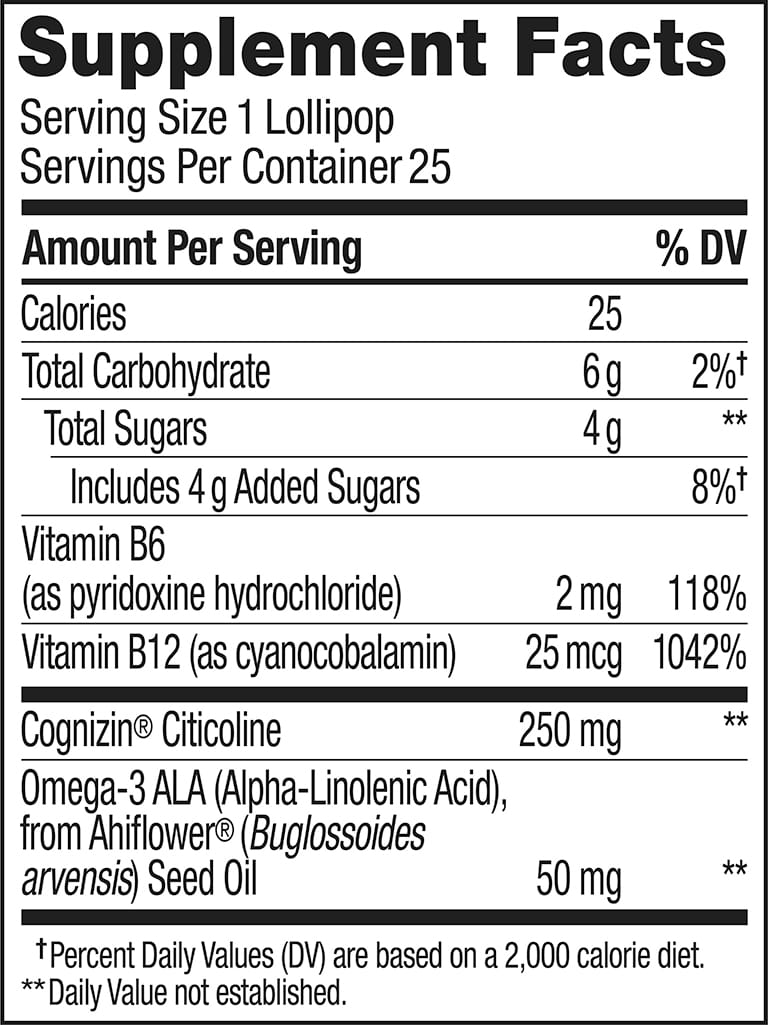 Supplement Facts
Serving Size 1 Lollipop
Servings Per Container 25
Amount Per Serving % DV
Calories 25
Total Carbohydrate 6 g 2%†
Total Sugars 4 g **
Includes 4 g Added Sugars 8%†
Vitamin B6
(as pyridoxine hydrochloride) 2 mg 118%
Vitamin B12 (as cyanocobalamin) 25 mcg 1042%
Cognizin® Citicoline 250 mg **
Omega-3 ALA (Alpha-Linolenic Acid),
from Ahiflower® (Buglossoides
arvensis) Seed Oil 50 mg **
†Percent Daily Values (DV) are based on a 2,000 calorie diet.
**Daily Value not established.